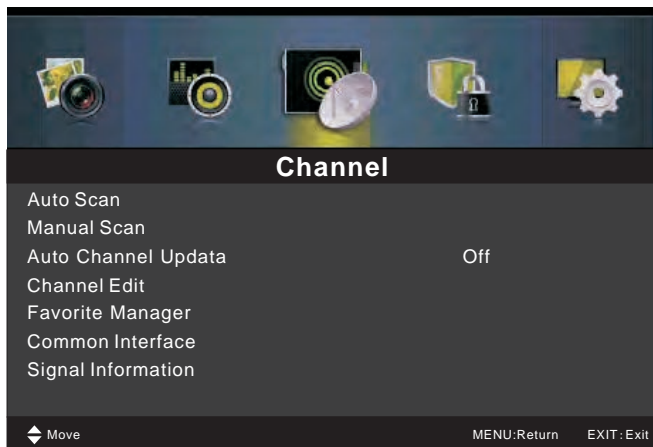 Channel
Auto Scan
Manual Scan
Auto Channel Updata Off
Channel Edit
Favorite Manager
Common Interface
Signal Information
Move MENU:Return EXIT:Exit